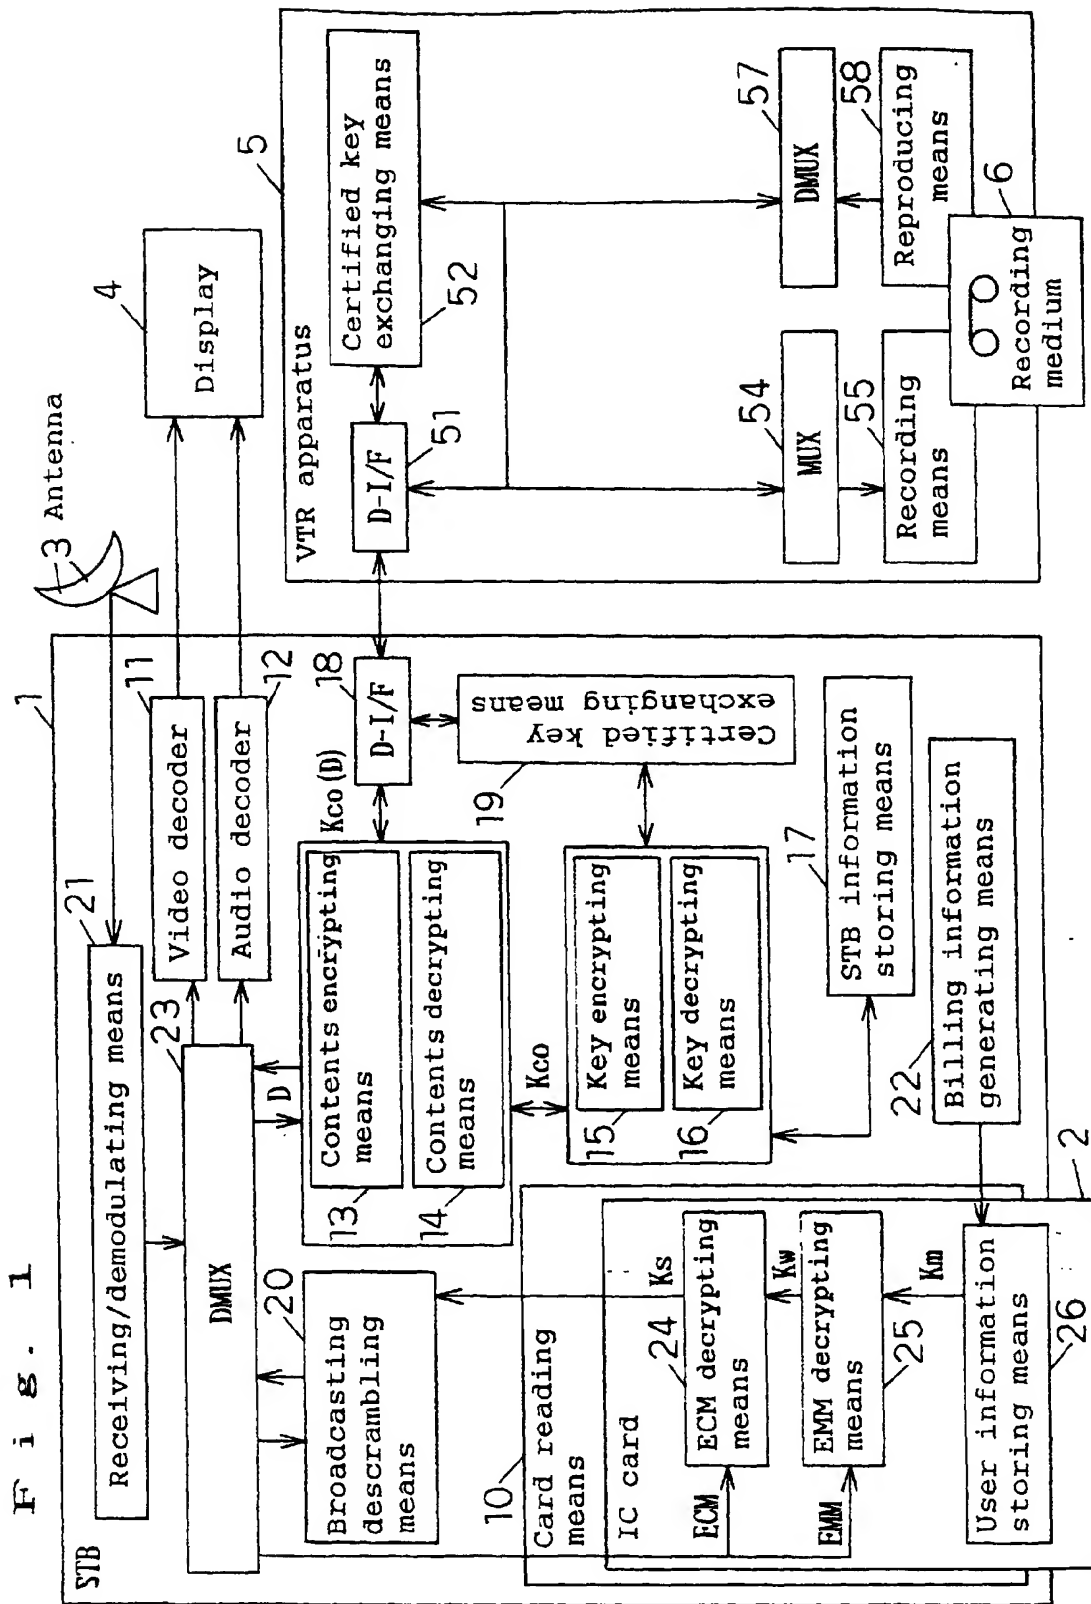 Fig. 1
STB
1
Receiving/demodulating means
21
3
Antenna
Video decoder
11
Audio decoder
12
4
Display
23
DMUX
D
20
Broadcasting
descrambling
means
13
Contents encrypting
means
14
Contents decrypting
means
Kco(D)
18
D-I/F
19
Certified key
exchanging means
Kco
15
Key encrypting
means
16
Key decrypting
means
17
STB information
storing means
22
Billing information
generating means
10
Card reading
means
IC card
2
ECM
24
ECM decrypting
means
Ks
Kw
EMM
25
EMM decrypting
means
Km
User information
storing means
26
5
VTR apparatus
D-I/F
51
Certified key
exchanging means
52
54
MUX
55
Recording
means
57
DMUX
58
Reproducing
means
6
Recording
medium